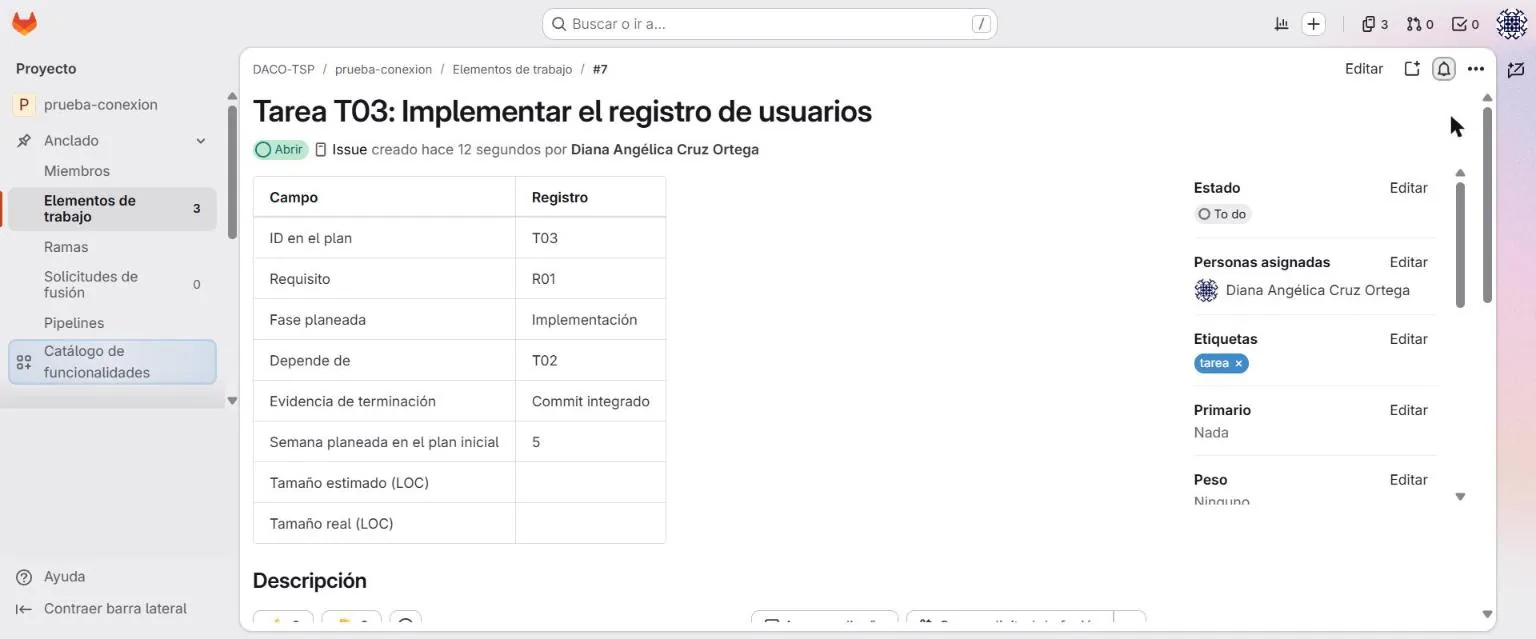 Buscar o ir a...
/
3
0
0
Proyecto
P prueba-conexion
Anclado
Miembros
Elementos de
trabajo
3
Ramas
Solicitudes de
fusión
0
Pipelines
Catálogo de
funcionalidades
Ayuda
Contraer barra lateral
DACO-TSP / prueba-conexion / Elementos de trabajo / #7
Editar
Tarea T03: Implementar el registro de usuarios
Abrir Issue creado hace 12 segundos por Diana Angélica Cruz Ortega
Campo Registro
ID en el plan T03
Requisito R01
Fase planeada Implementación
Depende de T02
Evidencia de terminación Commit integrado
Semana planeada en el plan inicial 5
Tamaño estimado (LOC)
Tamaño real (LOC)
Descripción
Estado Editar
To do
Personas asignadas Editar
Diana Angélica Cruz Ortega
Etiquetas Editar
tarea ×
Primario Editar
Nada
Peso Editar
Ninguno